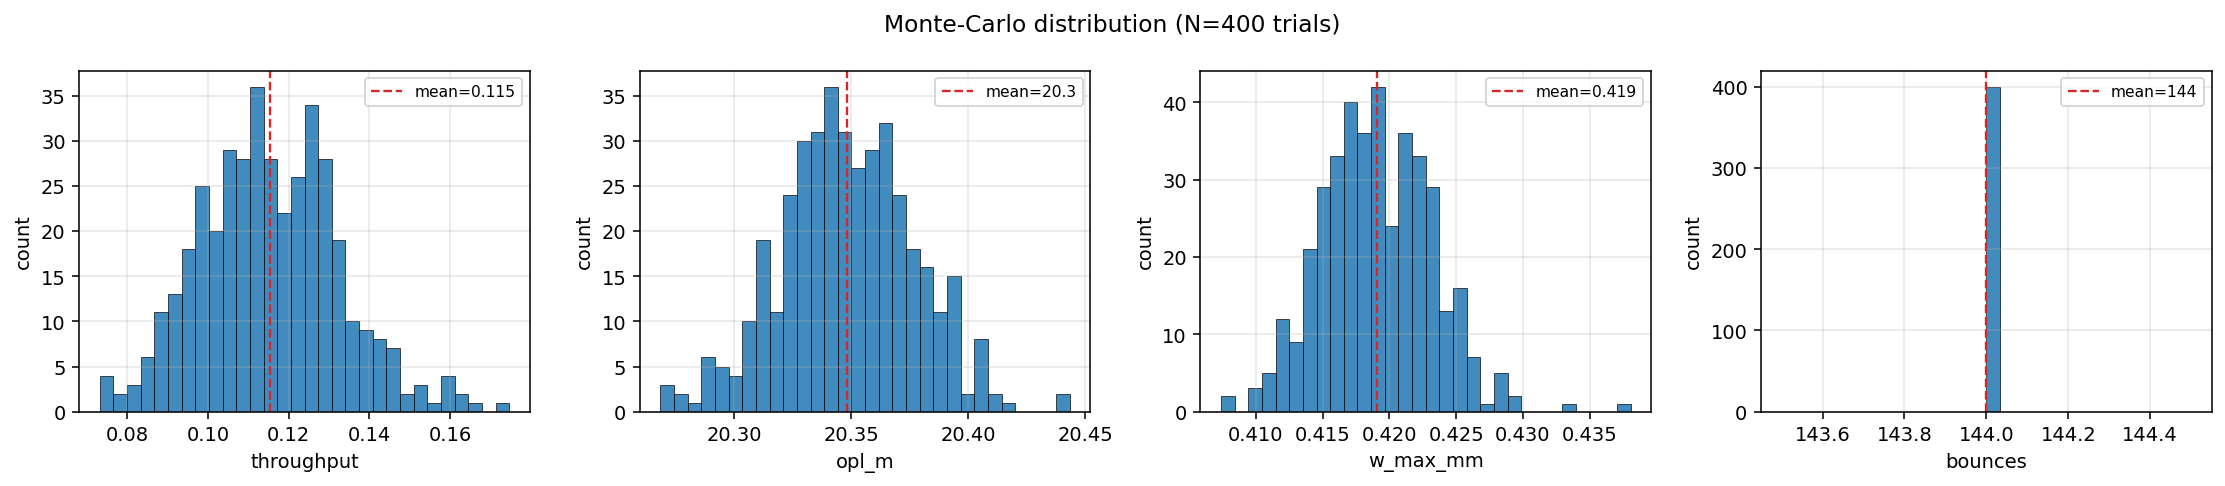 Monte-Carlo distribution (N=400 trials)
count
35
30
25
20
15
10
5
0
mean=0.115
0.08 0.10 0.12 0.14 0.16
throughput
count
35
30
25
20
15
10
5
0
mean=20.3
20.30 20.35 20.40 20.45
opl_m
count
40
30
20
10
0
mean=0.419
0.410 0.415 0.420 0.425 0.430 0.435
w_max_mm
count
400
300
200
100
0
mean=144
143.6 143.8 144.0 144.2 144.4
bounces